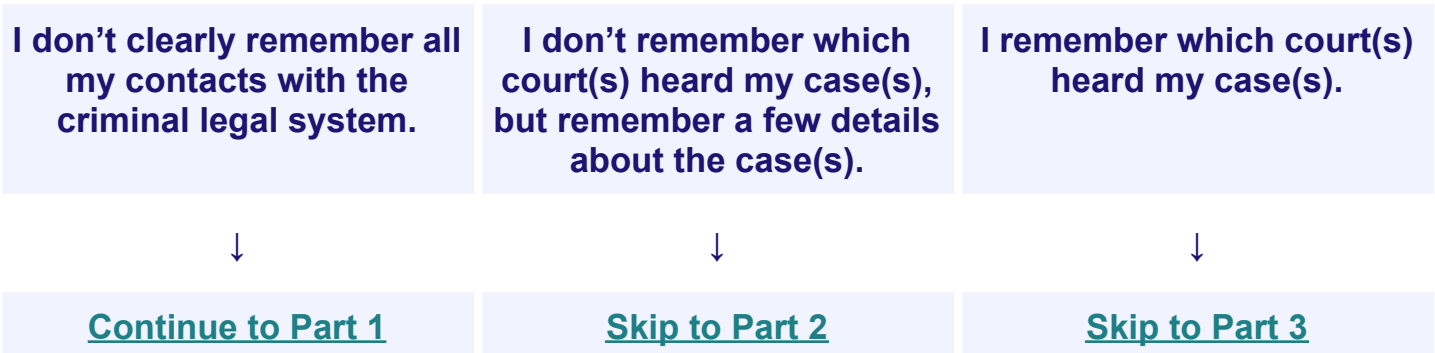 I don’t clearly remember all
my contacts with the
criminal legal system.
I don’t remember which
court(s) heard my case(s),
but remember a few details
about the case(s).
I remember which court(s)
heard my case(s).
↓
↓
↓
Continue to Part 1
Skip to Part 2
Skip to Part 3